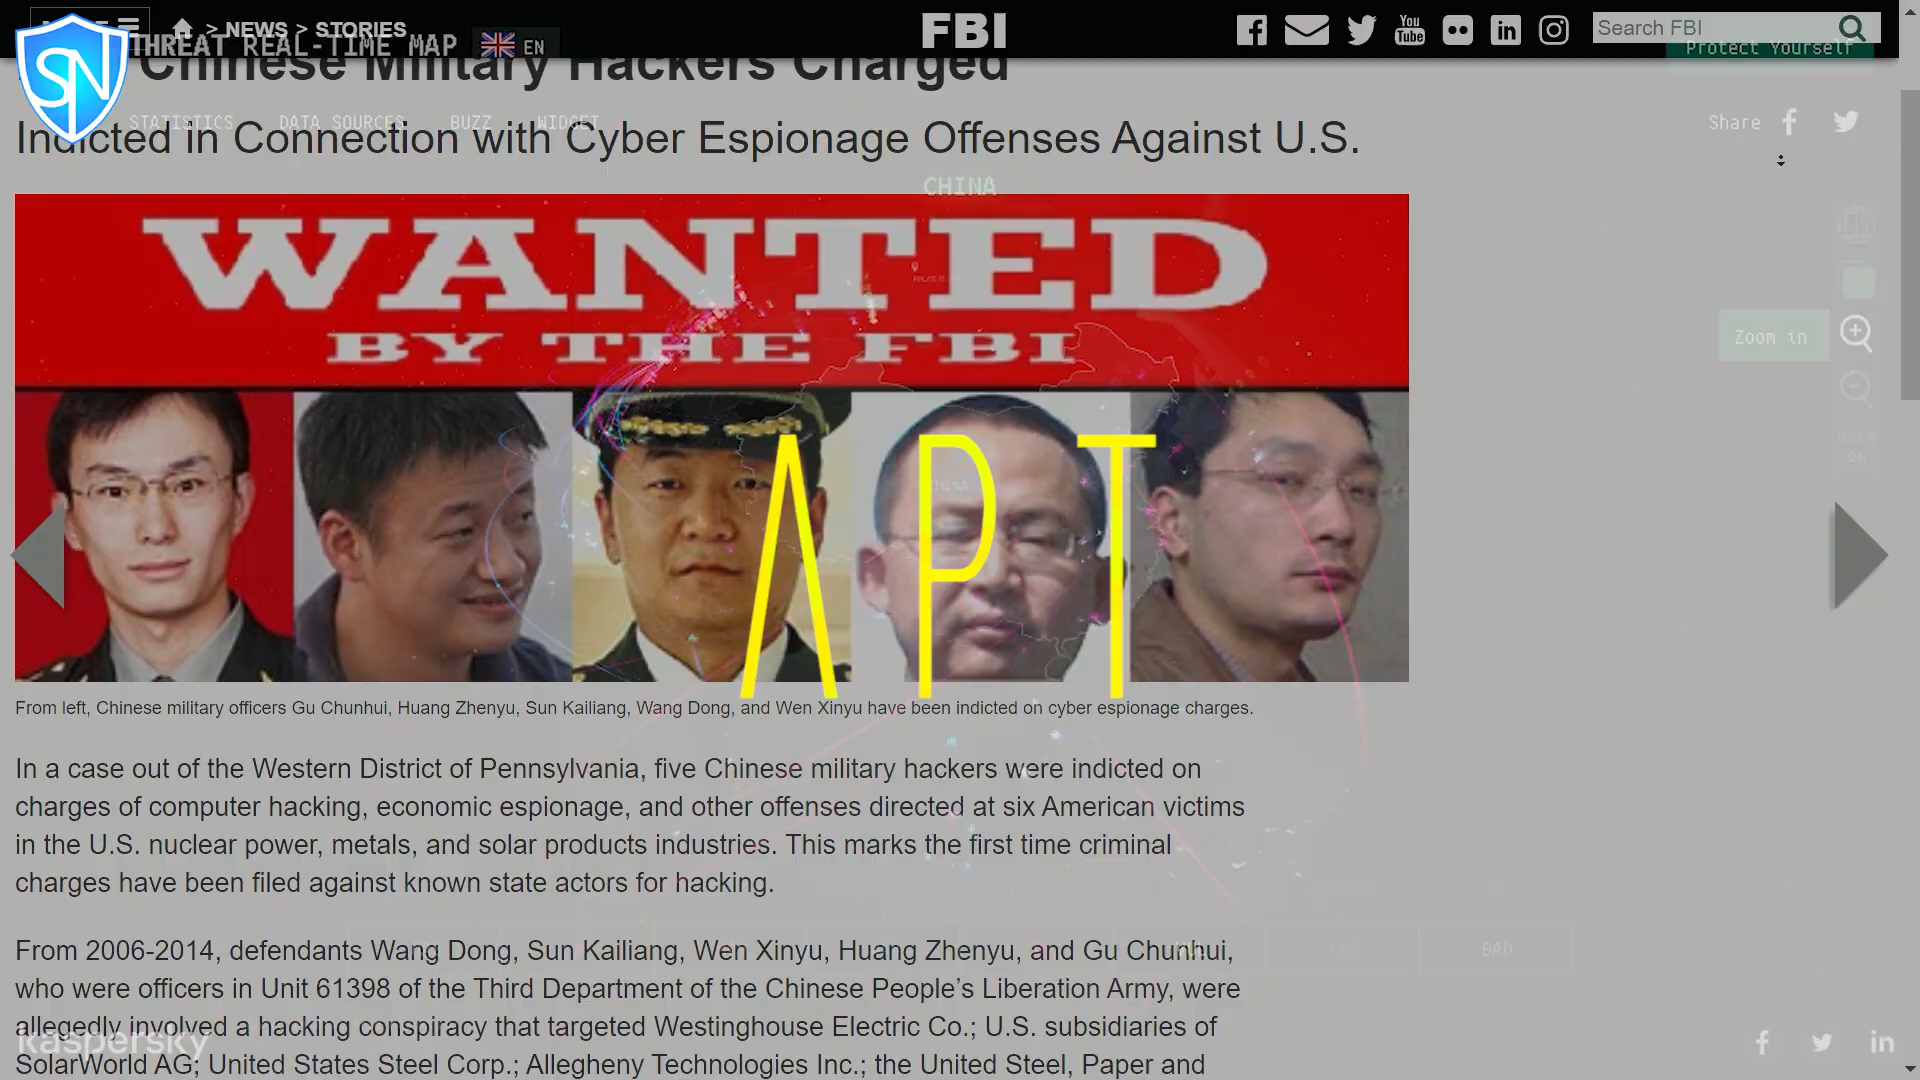 > NEWS > STORIES
FBI
Search FBI
THREAT REAL-TIME MAP
EN
Protect Yourself
You
Tube
in
SN
Chinese Military Hackers Charged
STATISTICS
DATA SOURCES
BUZZ
WIDGET
Share
Indicted in Connection with Cyber Espionage Offenses Against U.S.
CHINA
WANTED
BY THE FBI
Zoom in
APT
CHINA
From left, Chinese military officers Gu Chunhui, Huang Zhenyu, Sun Kailiang, Wang Dong, and Wen Xinyu have been indicted on cyber espionage charges.
In a case out of the Western District of Pennsylvania, five Chinese military hackers were indicted on
charges of computer hacking, economic espionage, and other offenses directed at six American victims
in the U.S. nuclear power, metals, and solar products industries. This marks the first time criminal
charges have been filed against known state actors for hacking.
From 2006-2014, defendants Wang Dong, Sun Kailiang, Wen Xinyu, Huang Zhenyu, and Gu Chunhui,
BAD
who were officers in Unit 61398 of the Third Department of the Chinese People's Liberation Army, were
allegedly involved a hacking conspiracy that targeted Westinghouse Electric Co.; U.S. subsidiaries of
kaspersky
in
SolarWorld AG; United States Steel Corp.; Allegheny Technologies Inc.; the United Steel, Paper and